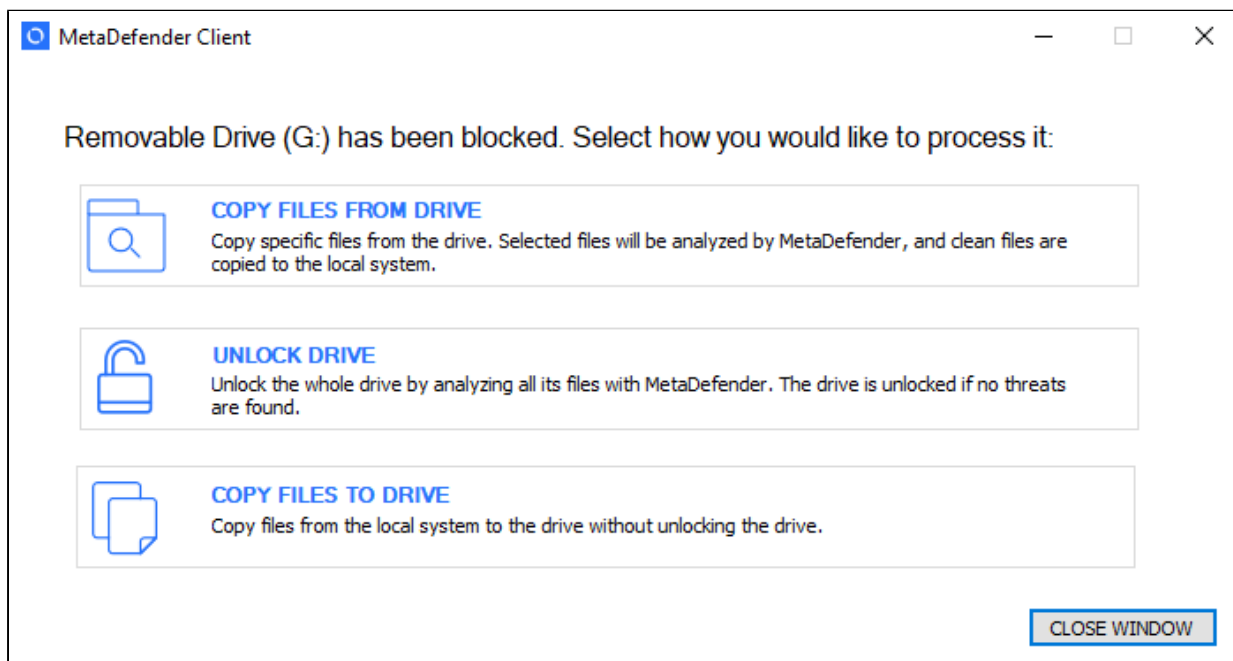 MetaDefender Client
Removable Drive (G:) has been blocked. Select how you would like to process it:
COPY FILES FROM DRIVE
Copy specific files from the drive. Selected files will be analyzed by MetaDefender, and clean files are
copied to the local system.
UNLOCK DRIVE
Unlock the whole drive by analyzing all its files with MetaDefender. The drive is unlocked if no threats
are found.
COPY FILES TO DRIVE
Copy files from the local system to the drive without unlocking the drive.
CLOSE WINDOW